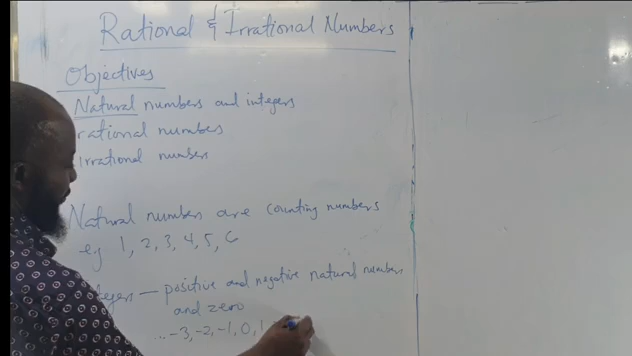 Rational & Irrational Numbers
Objectives
Natural numbers and integers
rational numbers
Irrational numbers
Natural numbers are counting numbers
eg 1, 2, 3, 4, 5, 6
— positive and negative natural numbers
and zero
... -3, -2, -1, 0, 1